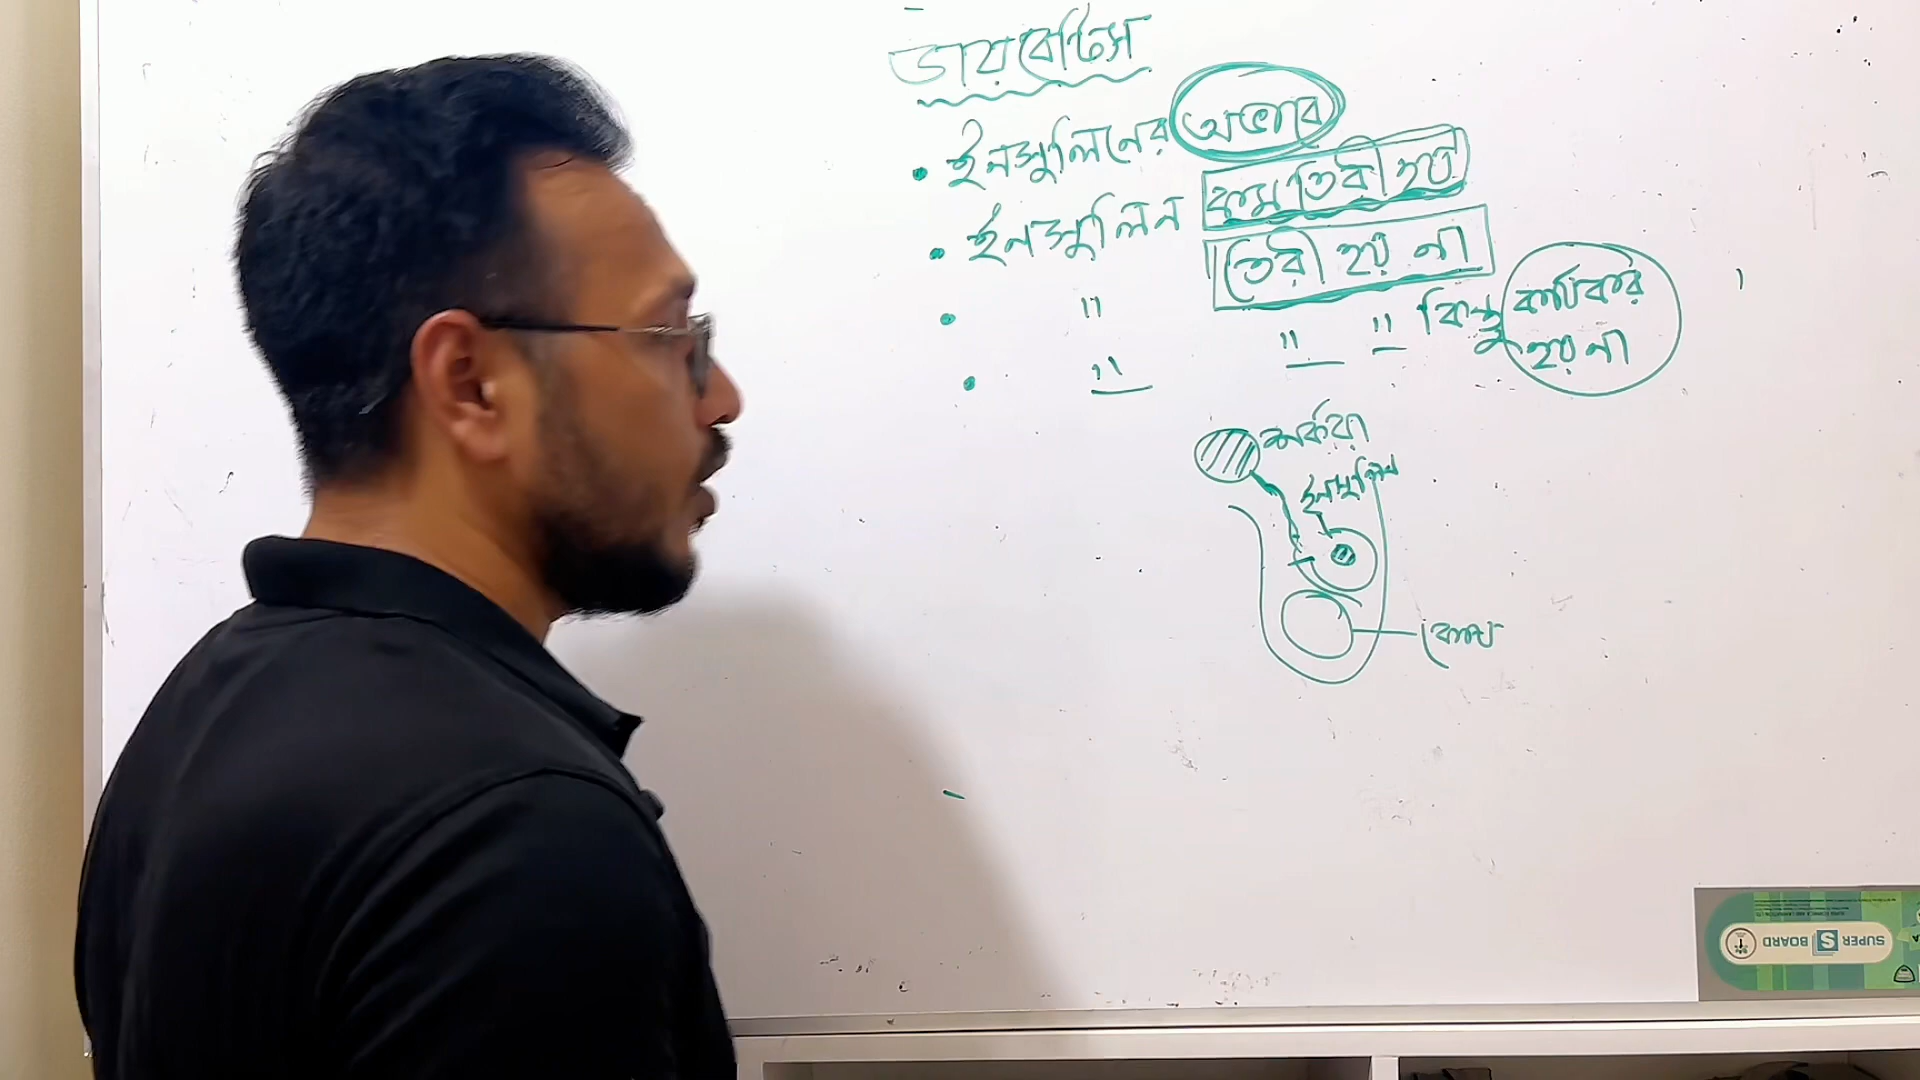 ডায়বেটিস
• ইনসুলিনের অভাব
• ইনসুলিন কম তৈরী হয়
• " তৈরী হয় না
• " " " কিন্তু কার্যকর হয় না
শর্করা
ইনসুলিন
কোষ
SUPER BOARD